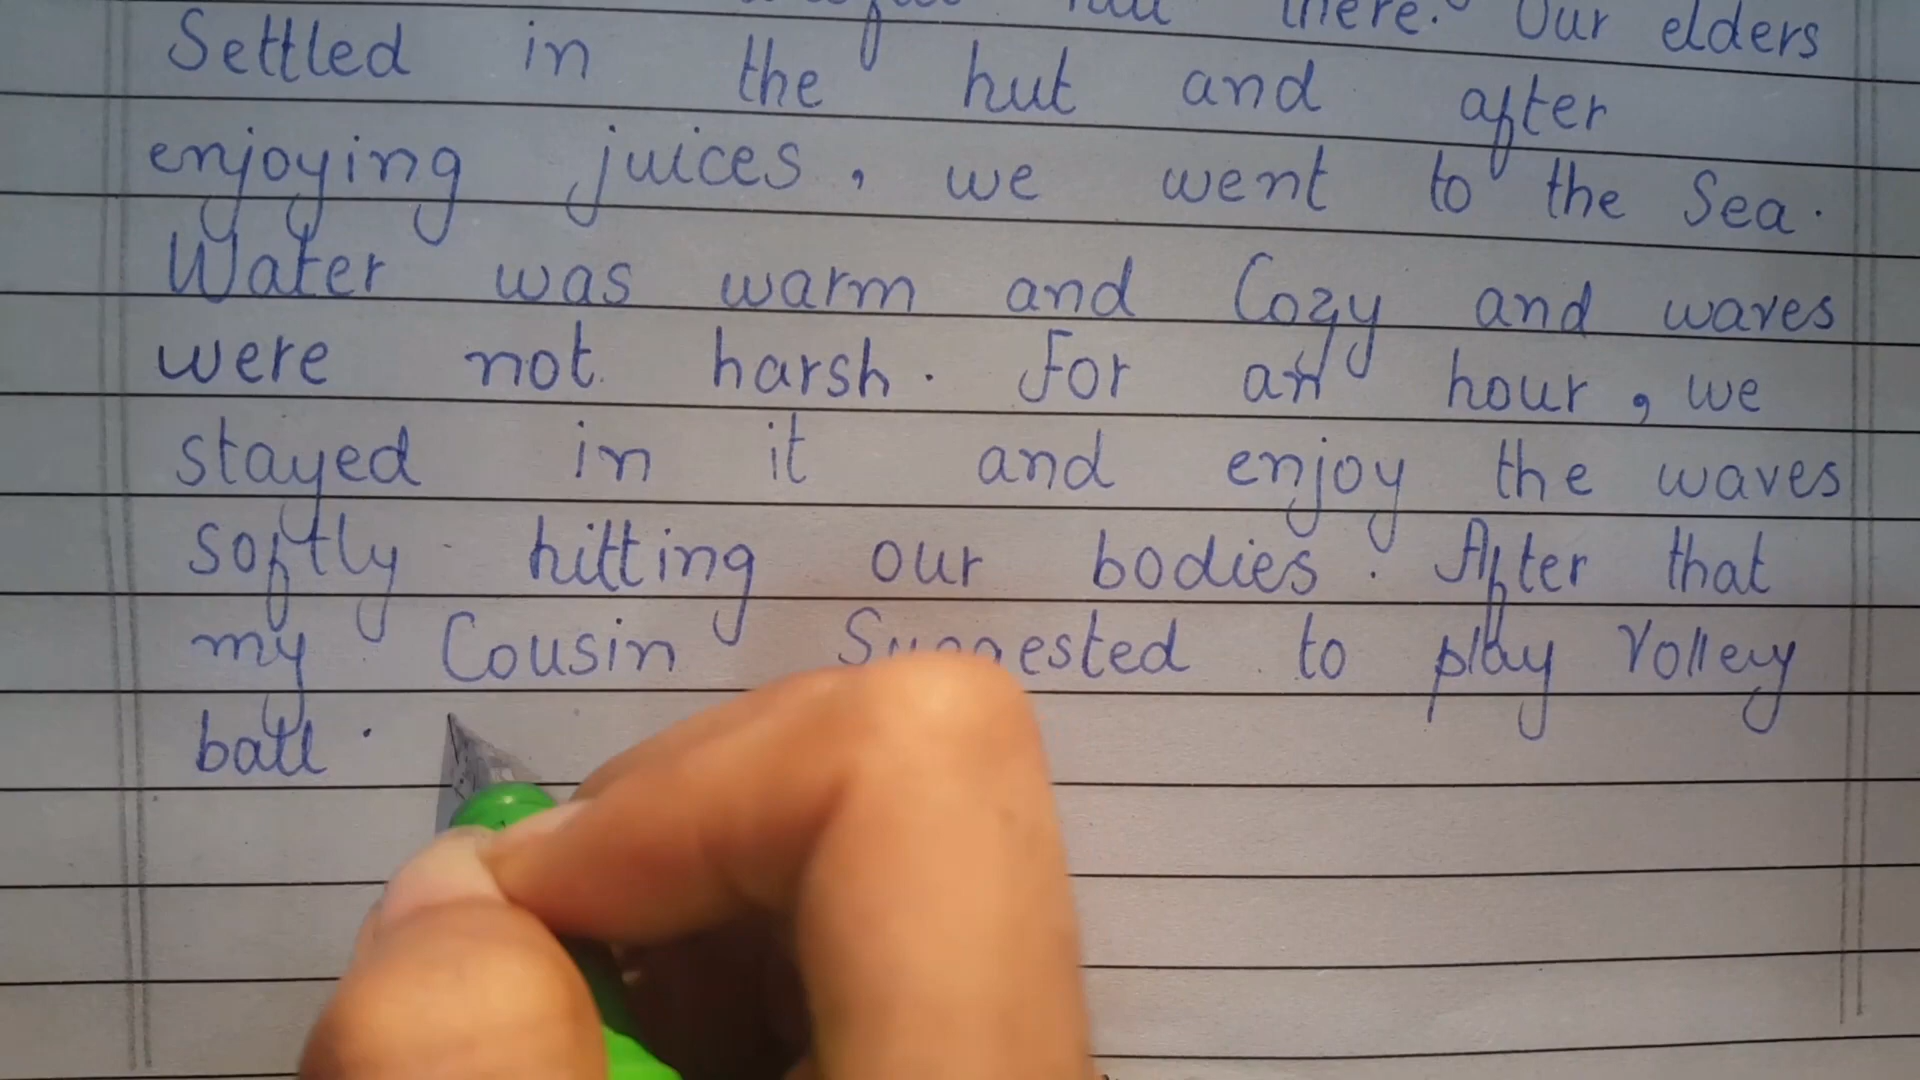 there. Our elders
Settled in the hut and after
enjoying juices, we went to the Sea.
Water was warm and Cozy and waves
were not harsh. For an hour, we
stayed in it and enjoy the waves
softly hitting our bodies. After that
my Cousin Suggested to play Volley
ball.